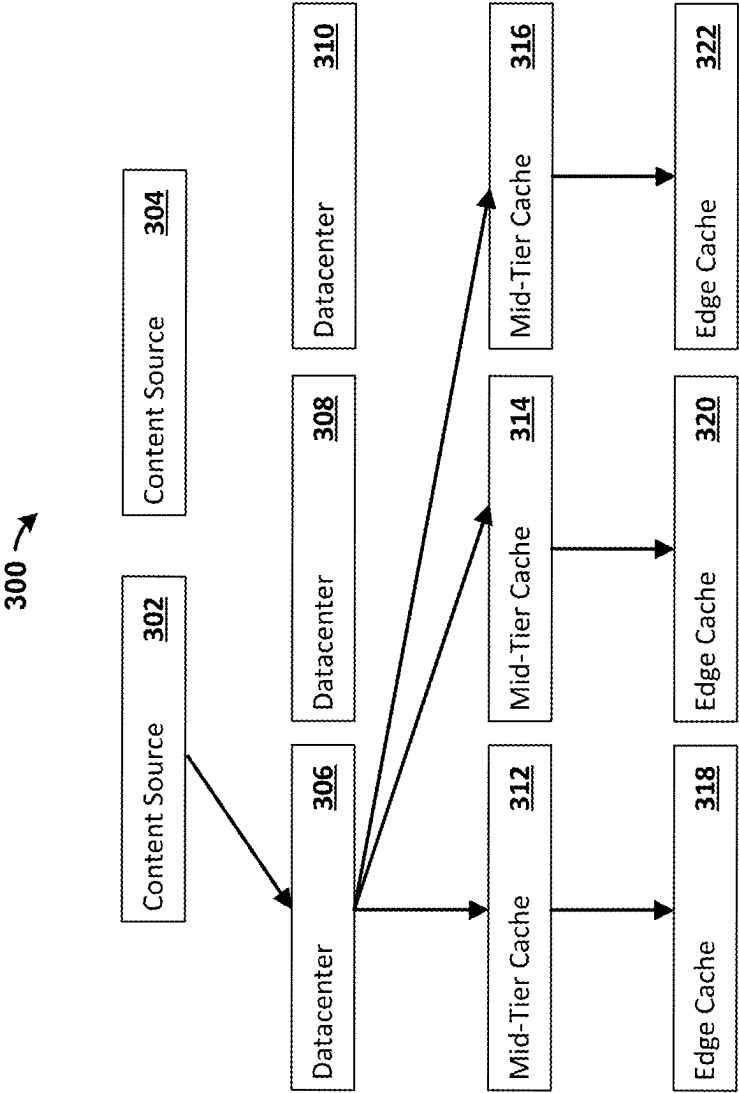 300
Content Source 302
Content Source 304
Datacenter 306
Datacenter 308
Datacenter 310
Mid-Tier Cache 312
Mid-Tier Cache 314
Mid-Tier Cache 316
Edge Cache 318
Edge Cache 320
Edge Cache 322